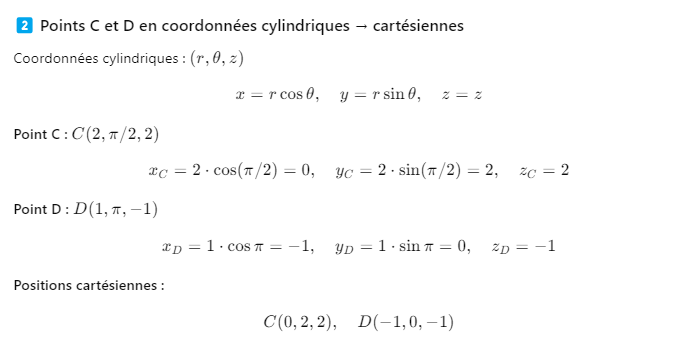 2 Points C et D en coordonnées cylindriques → cartésiennes
Coordonnées cylindriques : (r, θ, z)
x = r cos θ, y = r sin θ, z = z
Point C : C(2, π/2, 2)
x_C = 2 · cos(π/2) = 0, y_C = 2 · sin(π/2) = 2, z_C = 2
Point D : D(1, π, −1)
x_D = 1 · cos π = −1, y_D = 1 · sin π = 0, z_D = −1
Positions cartésiennes :
C(0, 2, 2), D(−1, 0, −1)